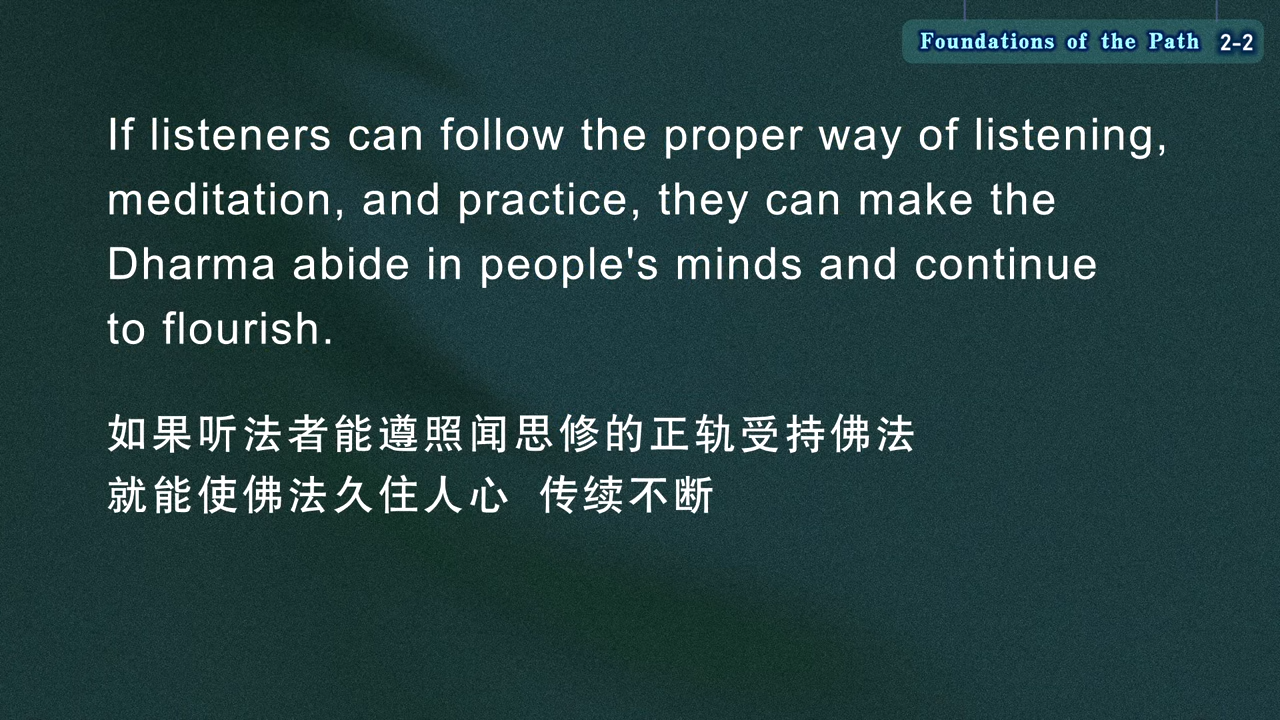 Foundations of the Path 2-2
If listeners can follow the proper way of listening,
meditation, and practice, they can make the
Dharma abide in people's minds and continue
to flourish.
如果听法者能遵照闻思修的正轨受持佛法
就能使佛法久住人心 传续不断